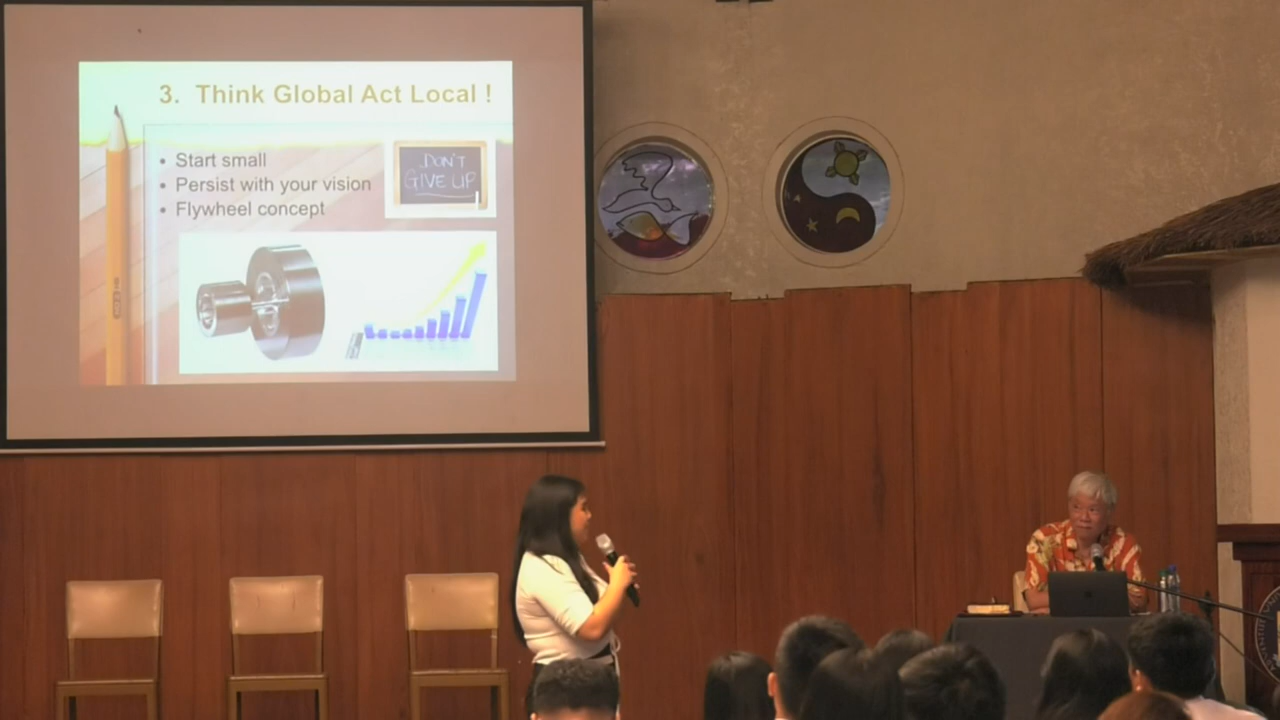 3. Think Global Act Local !
• Start small
• Persist with your vision
• Flywheel concept
DON'T
GIVE UP